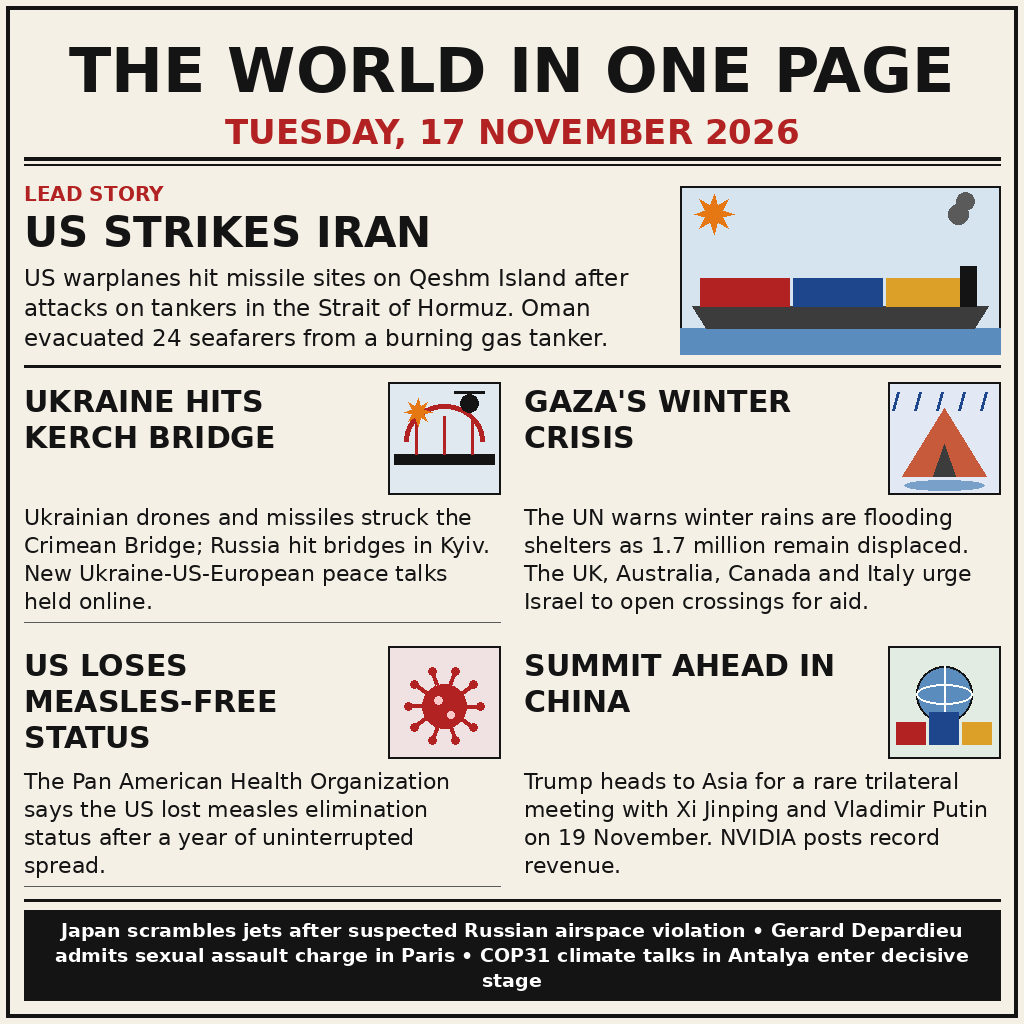 THE WORLD IN ONE PAGE
TUESDAY, 17 NOVEMBER 2026
LEAD STORY
US STRIKES IRAN
US warplanes hit missile sites on Qeshm Island after
attacks on tankers in the Strait of Hormuz. Oman
evacuated 24 seafarers from a burning gas tanker.
UKRAINE HITS
KERCH BRIDGE
Ukrainian drones and missiles struck the
Crimean Bridge; Russia hit bridges in Kyiv.
New Ukraine-US-European peace talks
held online.
GAZA'S WINTER
CRISIS
The UN warns winter rains are flooding
shelters as 1.7 million remain displaced.
The UK, Australia, Canada and Italy urge
Israel to open crossings for aid.
US LOSES
MEASLES-FREE
STATUS
The Pan American Health Organization
says the US lost measles elimination
status after a year of uninterrupted
spread.
SUMMIT AHEAD IN
CHINA
Trump heads to Asia for a rare trilateral
meeting with Xi Jinping and Vladimir Putin
on 19 November. NVIDIA posts record
revenue.
Japan scrambles jets after suspected Russian airspace violation • Gerard Depardieu
admits sexual assault charge in Paris • COP31 climate talks in Antalya enter decisive
stage